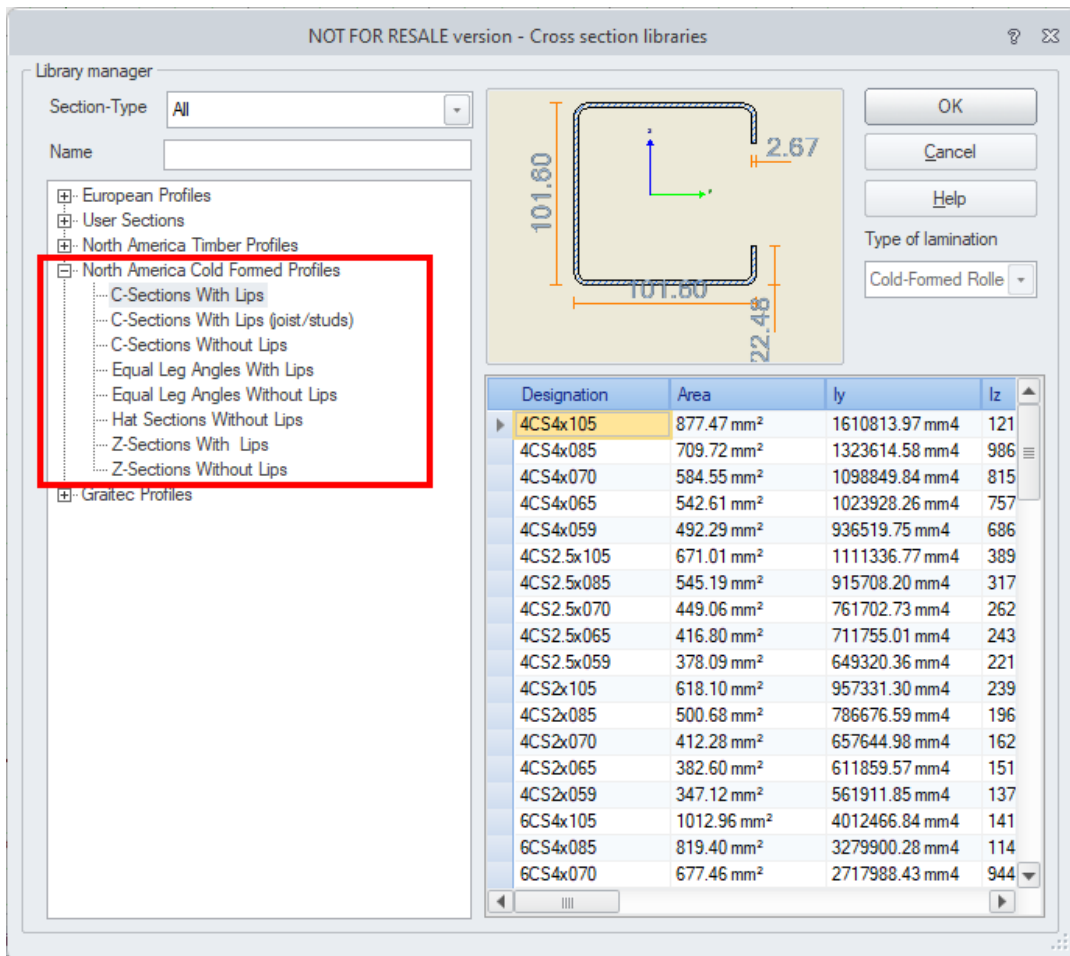 NOT FOR RESALE version - Cross section libraries
Library manager
Section-Type All
Name
European Profiles
User Sections
North America Timber Profiles
North America Cold Formed Profiles
C-Sections With Lips
C-Sections With Lips (joist/studs)
C-Sections Without Lips
Equal Leg Angles With Lips
Equal Leg Angles Without Lips
Hat Sections Without Lips
Z-Sections With  Lips
Z-Sections Without Lips
Graitec Profiles
101.60
2.67
101.60
22.48
OK
Cancel
Help
Type of lamination
Cold-Formed Rolle
Designation Area Iy Iz
4CS4x105 877.47 mm² 1610813.97 mm4 121
4CS4x085 709.72 mm² 1323614.58 mm4 986
4CS4x070 584.55 mm² 1098849.84 mm4 815
4CS4x065 542.61 mm² 1023928.26 mm4 757
4CS4x059 492.29 mm² 936519.75 mm4 686
4CS2.5x105 671.01 mm² 1111336.77 mm4 389
4CS2.5x085 545.19 mm² 915708.20 mm4 317
4CS2.5x070 449.06 mm² 761702.73 mm4 262
4CS2.5x065 416.80 mm² 711755.01 mm4 243
4CS2.5x059 378.09 mm² 649320.36 mm4 221
4CS2x105 618.10 mm² 957331.30 mm4 239
4CS2x085 500.68 mm² 786676.59 mm4 196
4CS2x070 412.28 mm² 657644.98 mm4 162
4CS2x065 382.60 mm² 611859.57 mm4 151
4CS2x059 347.12 mm² 561911.85 mm4 137
6CS4x105 1012.96 mm² 4012466.84 mm4 141
6CS4x085 819.40 mm² 3279900.28 mm4 114
6CS4x070 677.46 mm² 2717988.43 mm4 944